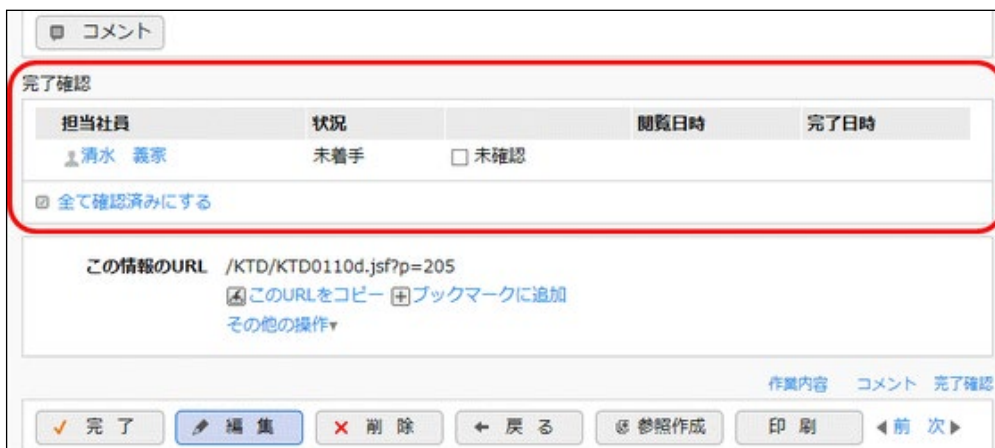 コメント
完了確認
担当社員 状況 閲覧日時 完了日時
清水 義家 未着手 未確認
全て確認済みにする
この情報のURL /KTD/KTD0110d.jsf?p=205
このURLをコピー ブックマークに追加
その他の操作▼
作業内容 コメント 完了確認
完了 編集 削除 戻る 参照作成 印刷 前 次